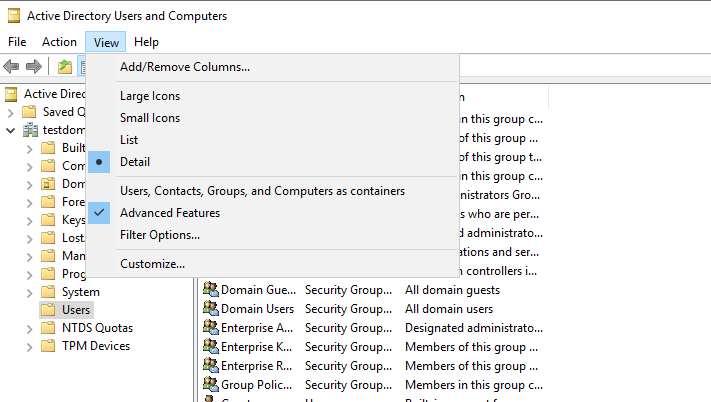 Active Directory Users and Computers
File Action View Help
Add/Remove Columns...
Large Icons
Small Icons
List
Detail
Users, Contacts, Groups, and Computers as containers
Advanced Features
Filter Options...
Customize...
Active Directory
Saved Q
testdom
Built
Com
Dom
Fore
Keys
Lost
Man
Prog
System
Users
NTDS Quotas
TPM Devices
n
in this group c...
of this group ...
of this group t...
in this group c...
inistrators Gro...
s who are per...
d administrato...
ations and ser...
n controllers i...
Domain Gue... Security Group... All domain guests
Domain Users Security Group... All domain users
Enterprise A... Security Group... Designated administrato...
Enterprise K... Security Group... Members of this group ...
Enterprise R... Security Group... Members of this group ...
Group Polic... Security Group... Members in this group c...